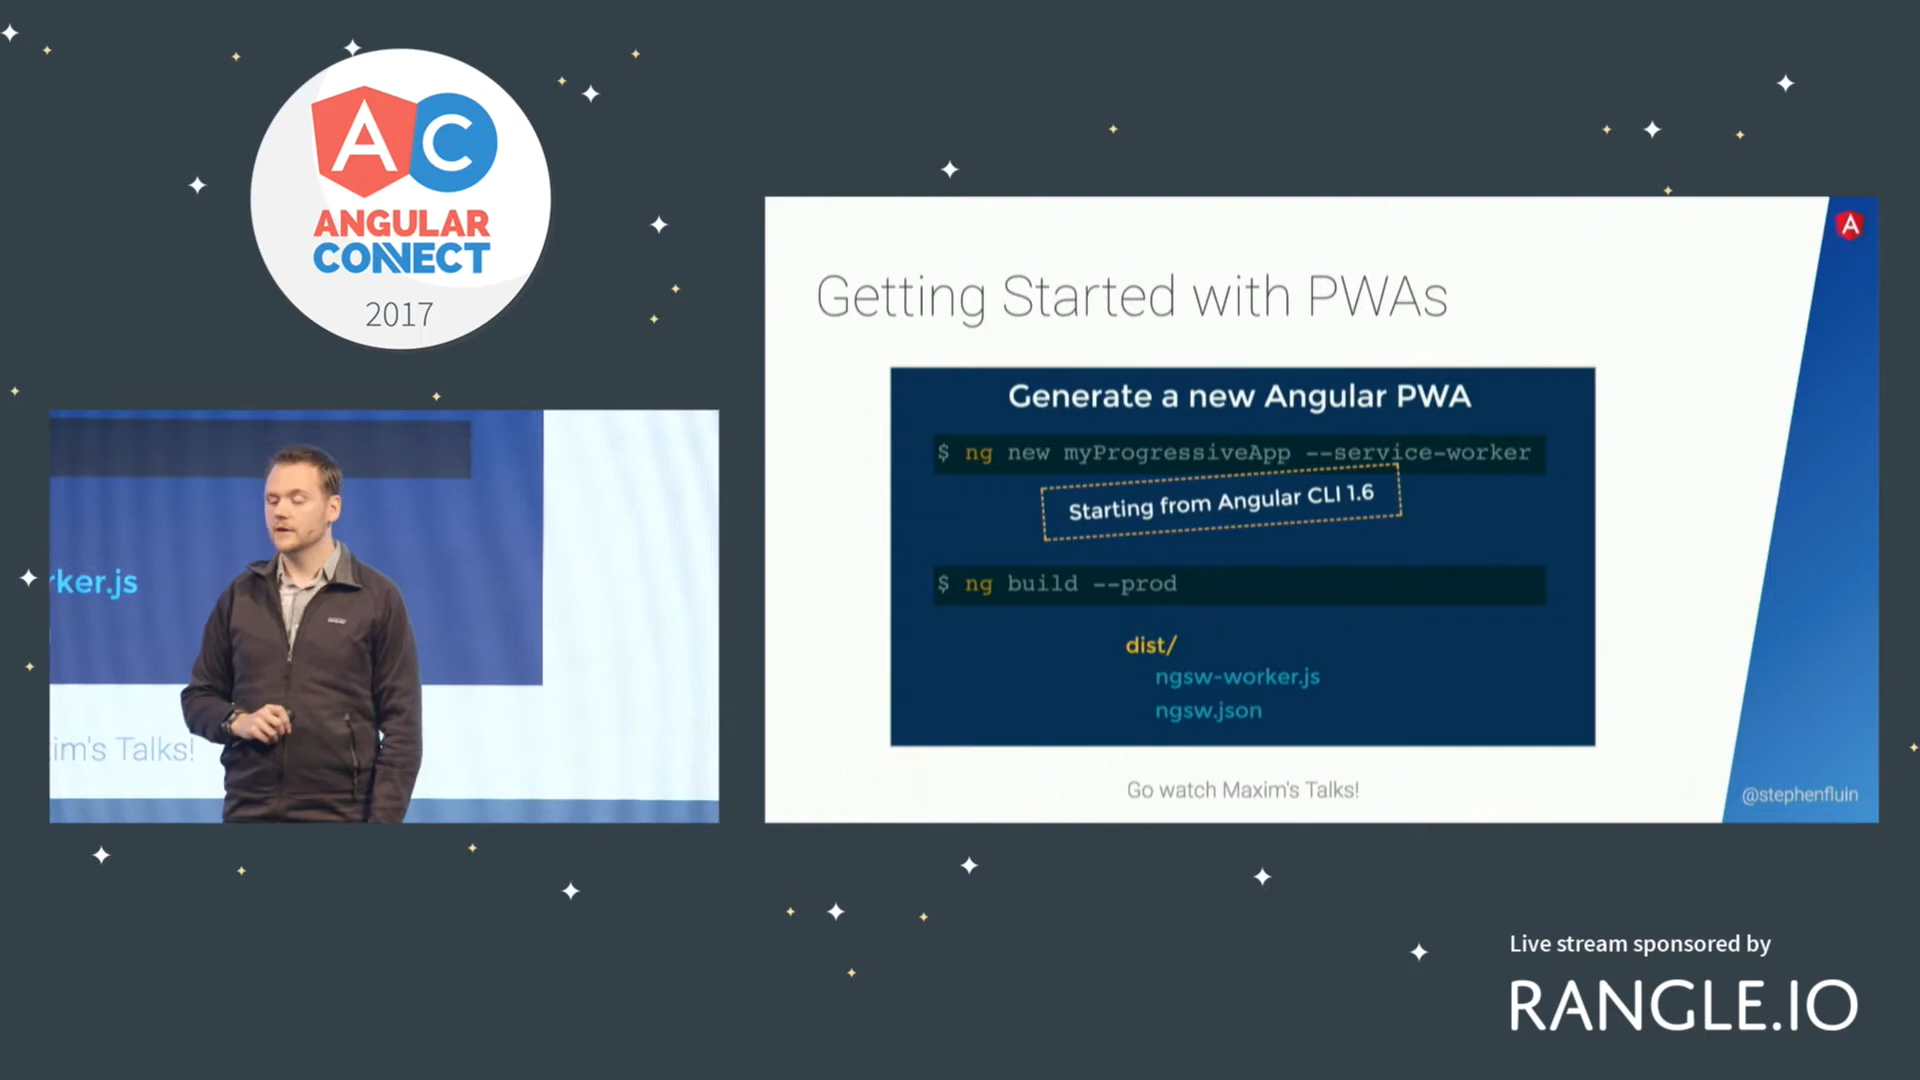 AC
ANGULAR
CONNECT
2017
rker.js
im's Talks!
Getting Started with PWAs
Generate a new Angular PWA
$ ng new myProgressiveApp --service-worker
Starting from Angular CLI 1.6
$ ng build --prod
dist/
ngsw-worker.js
ngsw.json
Go watch Maxim's Talks!
A
@stephenfluin
Live stream sponsored by
RANGLE.IO